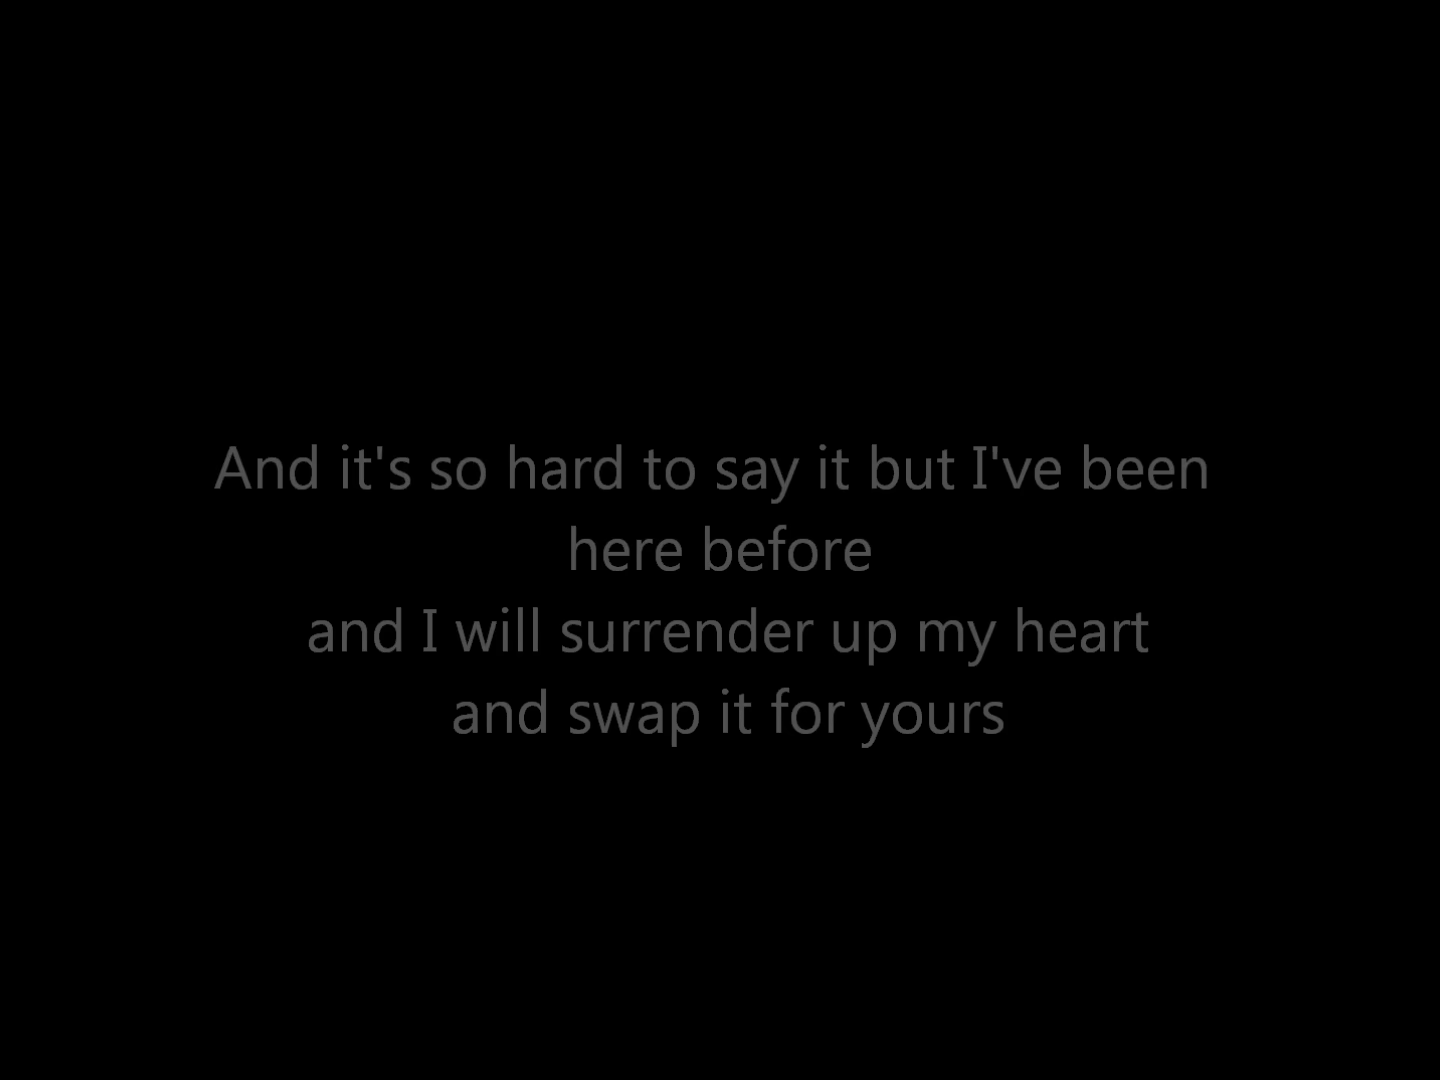 And it's so hard to say it but I've been
here before
and I will surrender up my heart
and swap it for yours